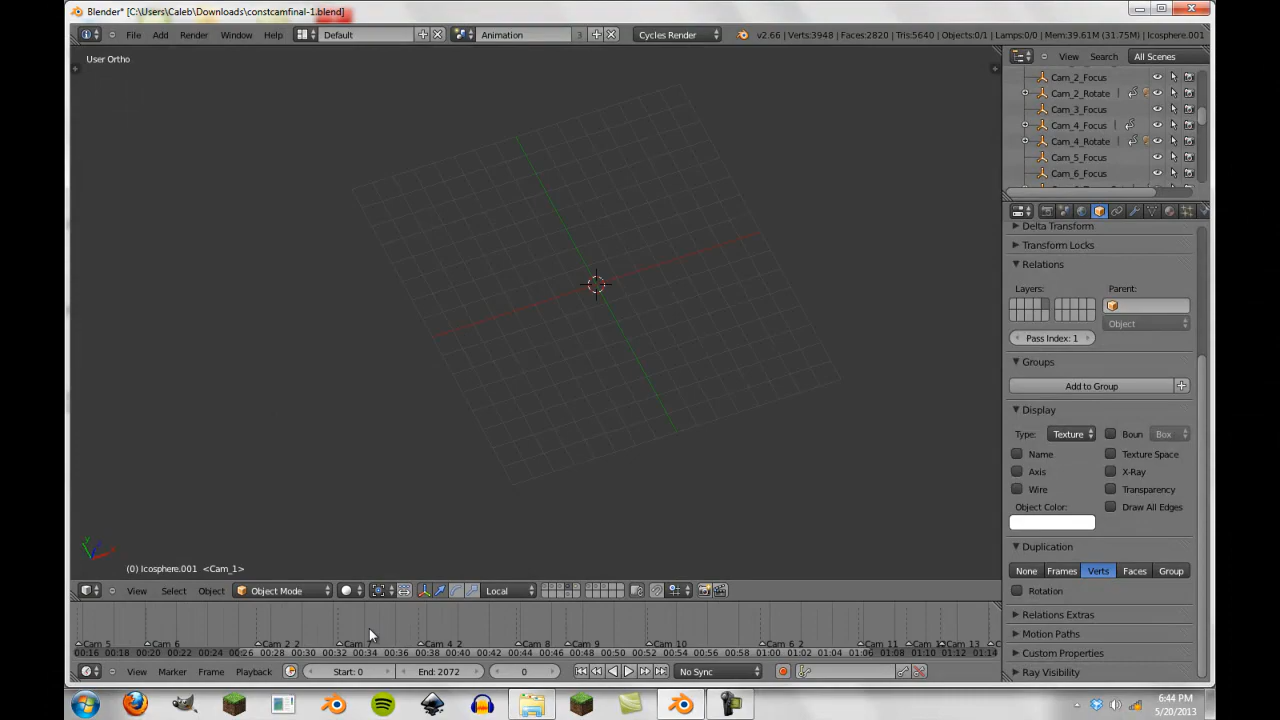 Blender* [C:\Users\Caleb\Downloads\constcamfinal-1.blend]
File Add Render Window Help Default Animation 3 Cycles Render v2.66 | Verts:3948 | Faces:2820 | Tris:5640 | Objects:0/1 | Lamps:0/0 | Mem:39.61M (31.75M) | Icosphere.001
User Ortho
View Search All Scenes
Cam_2_Focus
Cam_2_Rotate
Cam_3_Focus
Cam_4_Focus
Cam_4_Rotate
Cam_5_Focus
Cam_6_Focus
Delta Transform
Transform Locks
Relations
Layers: Parent:
Object
Pass Index: 1
Groups
Add to Group
Display
Type: Texture Boun Box
Name Texture Space
Axis X-Ray
Wire Transparency
Object Color: Draw All Edges
Duplication
None Frames Verts Faces Group
Rotation
Relations Extras
Motion Paths
Custom Properties
Ray Visibility
(0) Icosphere.001 <Cam_1>
View Select Object Object Mode Local
Cam 5 Cam 6 Cam 2 2 Cam 7 Cam 4 2 Cam 8 Cam 9 Cam 10 Cam 6 2 Cam 11 Cam 12 Cam 13
00:16 00:18 00:20 00:22 00:24 00:26 00:28 00:30 00:32 00:34 00:36 00:38 00:40 00:42 00:44 00:46 00:48 00:50 00:52 00:54 00:56 00:58 01:00 01:02 01:04 01:06 01:08 01:10 01:12
View Marker Frame Playback Start: 0 End: 2072 0 No Sync
6:44 PM
5/20/2013